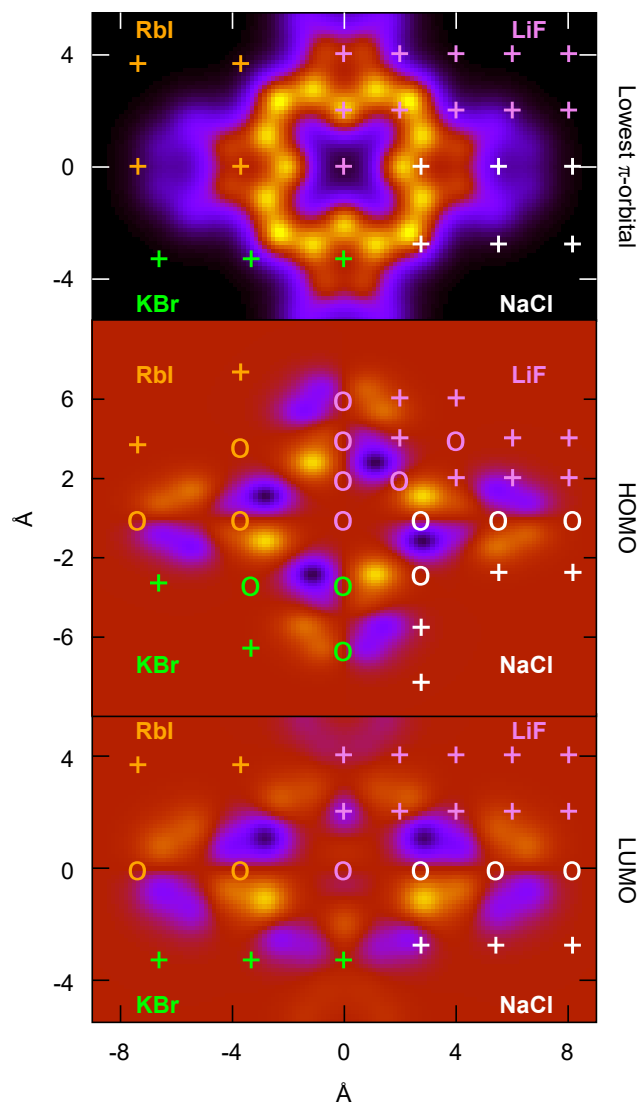 RbI LiF
4
0
-4
KBr NaCl
Lowest π-orbital
RbI LiF
6
2
-2
-6
KBr NaCl
HOMO
Å
RbI LiF
4
0
-4
KBr NaCl
LUMO
-8 -4 0 4 8
Å